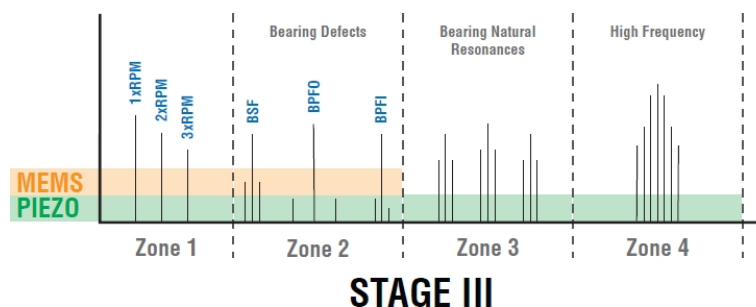 Bearing Defects
Bearing Natural
Resonances
High Frequency
1xRPM
2xRPM
3xRPM
BSF
BPFO
BPFI
MEMS
PIEZO
Zone 1
Zone 2
Zone 3
Zone 4
STAGE III